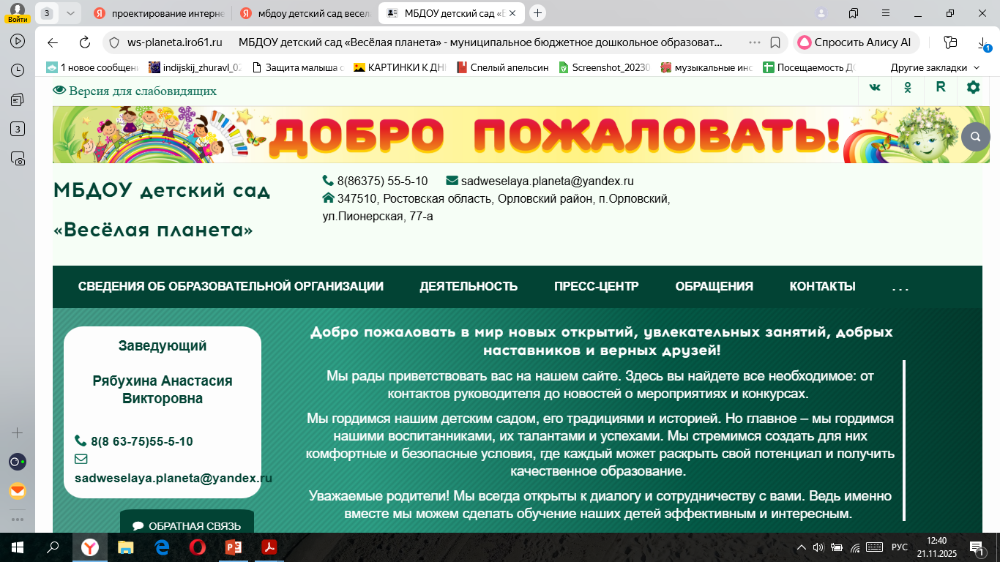 Войти
3
проектирование интерне
мбдоу детский сад весел
МБДОУ детский сад «В
ws-planeta.iro61.ru МБДОУ детский сад «Весёлая планета» - муниципальное бюджетное дошкольное образоват...
Спросить Алису AI
1
1 новое сообщени
indijskij_zhuravl_02
Защита малыша о
КАРТИНКИ К ДНЕ
Спелый апельсин
Screenshot_20230
музыкальные инс
Посещаемость ДО
Другие закладки
3
Версия для слабовидящих
R
ДОБРО ПОЖАЛОВАТЬ!
МБДОУ детский сад
«Весёлая планета»
8(86375) 55-5-10 sadweselaya.planeta@yandex.ru
347510, Ростовская область, Орловский район, п.Орловский,
ул.Пионерская, 77-а
СВЕДЕНИЯ ОБ ОБРАЗОВАТЕЛЬНОЙ ОРГАНИЗАЦИИ ДЕЯТЕЛЬНОСТЬ ПРЕСС-ЦЕНТР ОБРАЩЕНИЯ КОНТАКТЫ ...
Заведующий
Рябухина Анастасия
Викторовна
8(8 63-75)55-5-10
sadweselaya.planeta@yandex.ru
ОБРАТНАЯ СВЯЗЬ
Добро пожаловать в мир новых открытий, увлекательных занятий, добрых
наставников и верных друзей!
Мы рады приветствовать вас на нашем сайте. Здесь вы найдете все необходимое: от
контактов руководителя до новостей о мероприятиях и конкурсах.
Мы гордимся нашим детским садом, его традициями и историей. Но главное – мы гордимся
нашими воспитанниками, их талантами и успехами. Мы стремимся создать для них
комфортные и безопасные условия, где каждый может раскрыть свой потенциал и получить
качественное образование.
Уважаемые родители! Мы всегда открыты к диалогу и сотрудничеству с вами. Ведь именно
вместе мы можем сделать обучение наших детей эффективным и интересным.
РУС
12:40
21.11.2025
1